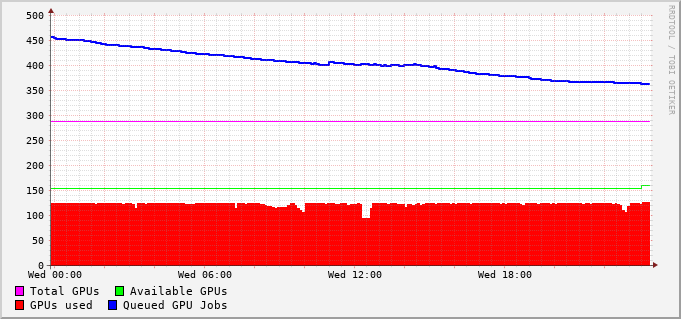 500
450
400
350
300
250
200
150
100
50
0
Wed 00:00 Wed 06:00 Wed 12:00 Wed 18:00
Total GPUs Available GPUs
GPUs used Queued GPU Jobs
RRDTOOL / TOBI OETIKER